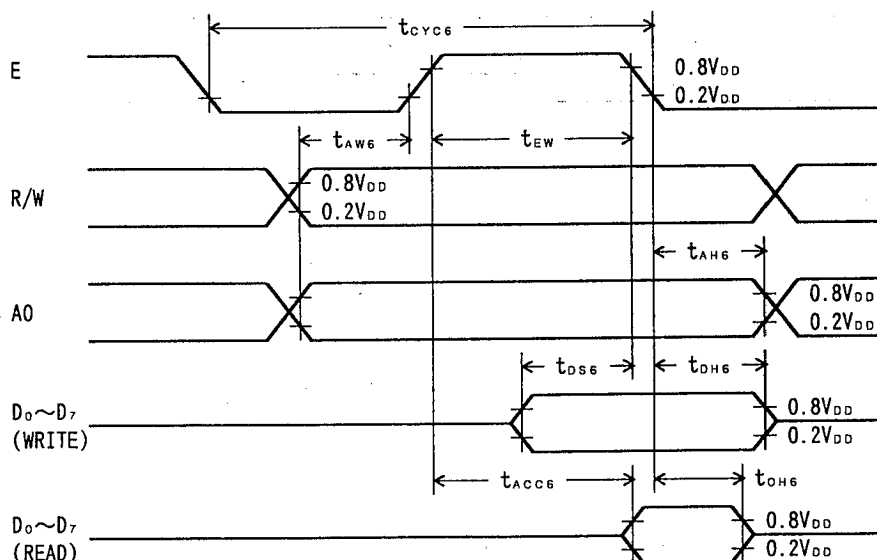 tCYC6
E
0.8VDD
0.2VDD
tAW6
tEW
R/W
0.8VDD
0.2VDD
tAH6
A0
0.8VDD
0.2VDD
tDS6
tDH6
D0~D7
(WRITE)
0.8VDD
0.2VDD
tACC6
tOH6
D0~D7
(READ)
0.8VDD
0.2VDD